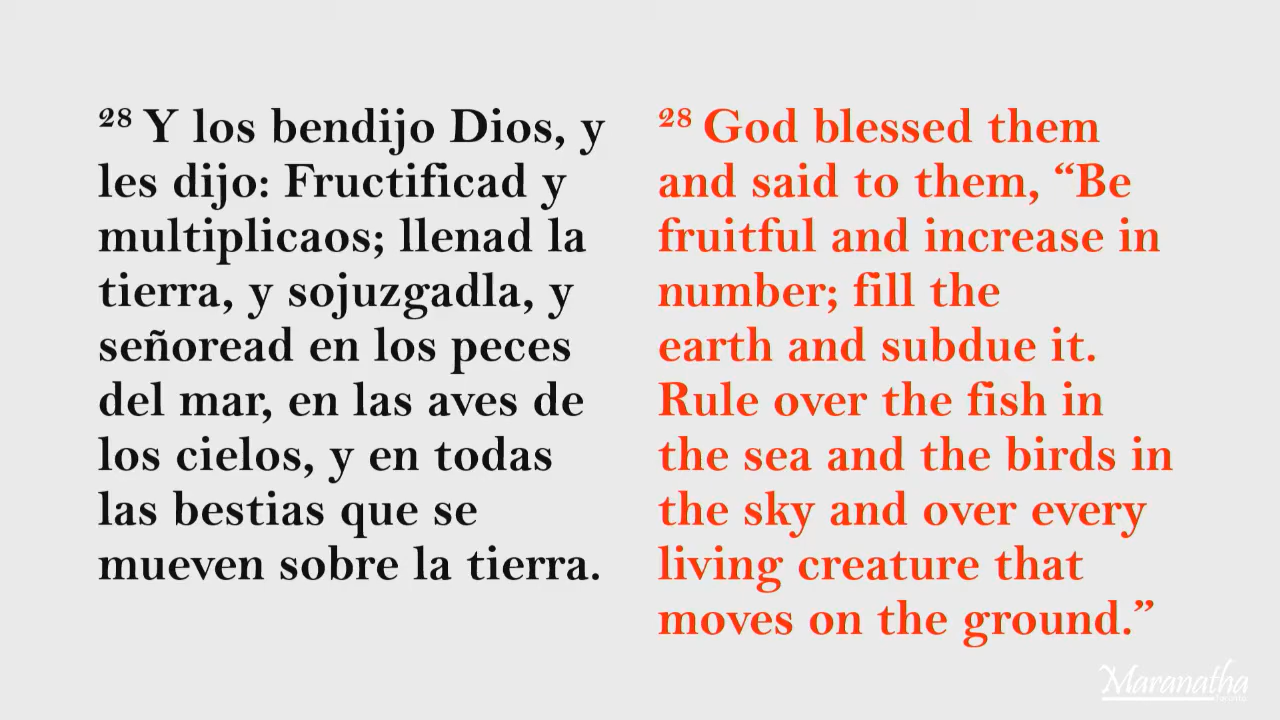 28 Y los bendijo Dios, y
les dijo: Fructificad y
multiplicaos; llenad la
tierra, y sojuzgadla, y
señoread en los peces
del mar, en las aves de
los cielos, y en todas
las bestias que se
mueven sobre la tierra.
28 God blessed them
and said to them, “Be
fruitful and increase in
number; fill the
earth and subdue it.
Rule over the fish in
the sea and the birds in
the sky and over every
living creature that
moves on the ground.”
Maranatha